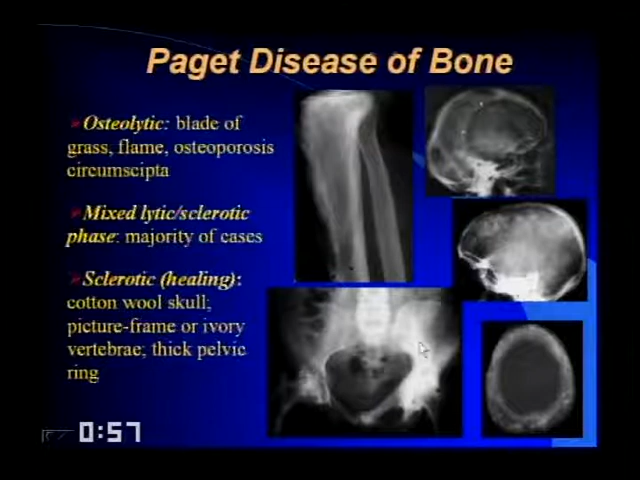 Paget Disease of Bone
Osteolytic: blade of
grass, flame, osteoporosis
circumscipta
Mixed lytic/sclerotic
phase: majority of cases
Sclerotic (healing):
cotton wool skull;
picture-frame or ivory
vertebrae; thick pelvic
ring
0:57